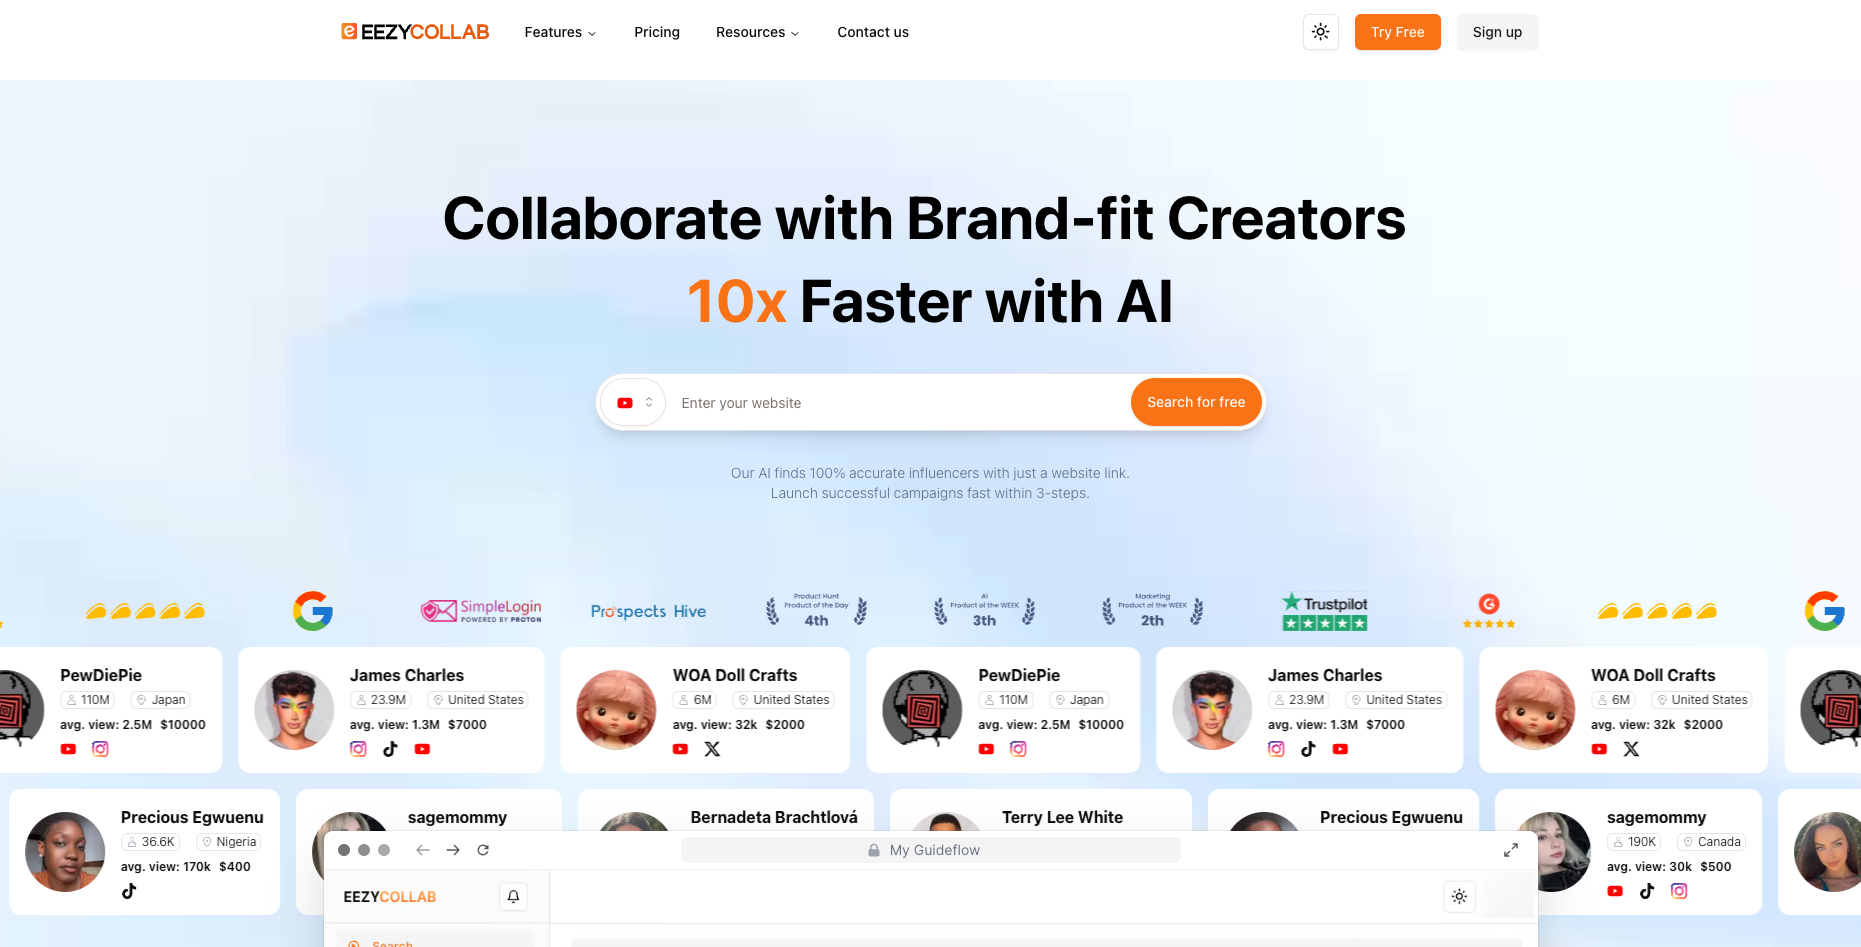 EEZYCOLLAB Features Pricing Resources Contact us Try Free Sign up
Collaborate with Brand-fit Creators
10x Faster with AI
Enter your website Search for free
Our AI finds 100% accurate influencers with just a website link.
Launch successful campaigns fast within 3-steps.
SimpleLogin
POWERED BY PROTON
Prospects Hive
Product Hunt
Product of the Day
4th
AI
Product of the WEEK
3th
Marketing
Product of the WEEK
2th
Trustpilot
PewDiePie
110M Japan
avg. view: 2.5M $10000
James Charles
23.9M United States
avg. view: 1.3M $7000
WOA Doll Crafts
6M United States
avg. view: 32k $2000
PewDiePie
110M Japan
avg. view: 2.5M $10000
James Charles
23.9M United States
avg. view: 1.3M $7000
WOA Doll Crafts
6M United States
avg. view: 32k $2000
Precious Egwuenu
36.6K Nigeria
avg. view: 170k $400
sagemommy
Bernadeta Brachtlová
Terry Lee White
Precious Egwuenu
sagemommy
190K Canada
avg. view: 30k $500
My Guideflow
EEZYCOLLAB
Search